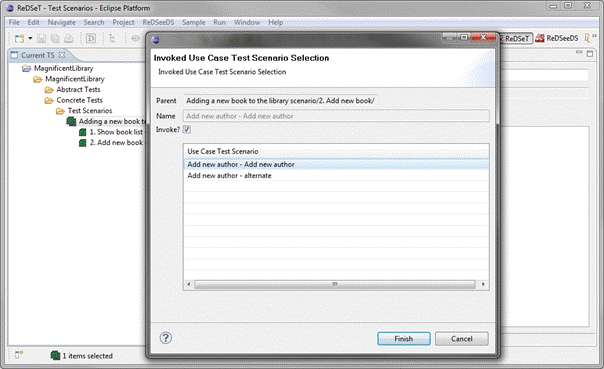 ReDSeT - Test Scenarios - Eclipse Platform
File Navigate Search Project ReDSeeDS Sample Run Window Help
ReDSeT ReDSeeDS
Current TS
MagnificentLibrary
MagnificentLibrary
Abstract Tests
Concrete Tests
Test Scenarios
Adding a new book to
1. Show book list
2. Add new book
1 items selected
Invoked Use Case Test Scenario Selection
Invoked Use Case Test Scenario Selection
Parent Adding a new book to the library scenario/2. Add new book/
Name Add new author - Add new author
Invoke?
Use Case Test Scenario
Add new author - Add new author
Add new author - alternate
Finish Cancel